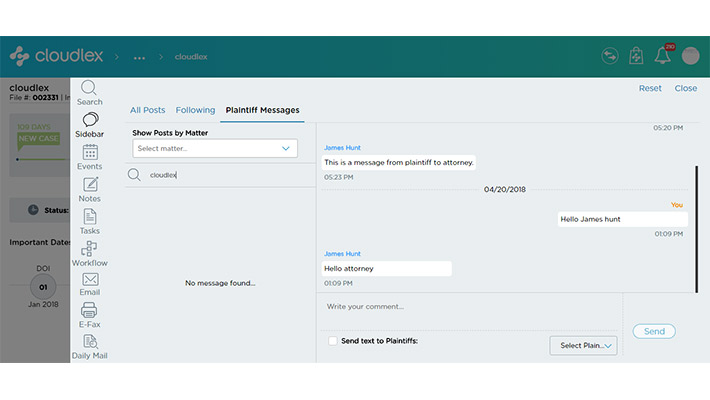 cloudlex
...
cloudlex
210
cloudlex
File #: 002331 | In
109 DAYS
NEW CASE
Status:
Important Dates
DOI
01
Jan 2018
Search
Sidebar
Events
Notes
Tasks
Workflow
Email
E-Fax
Daily Mail
Reset
Close
All Posts
Following
Plaintiff Messages
Show Posts by Matter
Select matter...
cloudlex
No message found...
05:20 PM
James Hunt
This is a message from plaintiff to attorney.
05:23 PM
04/20/2018
You
Hello James hunt
01:09 PM
James Hunt
Hello attorney
01:09 PM
Write your comment...
Send text to Plaintiffs:
Select Plain...
Send